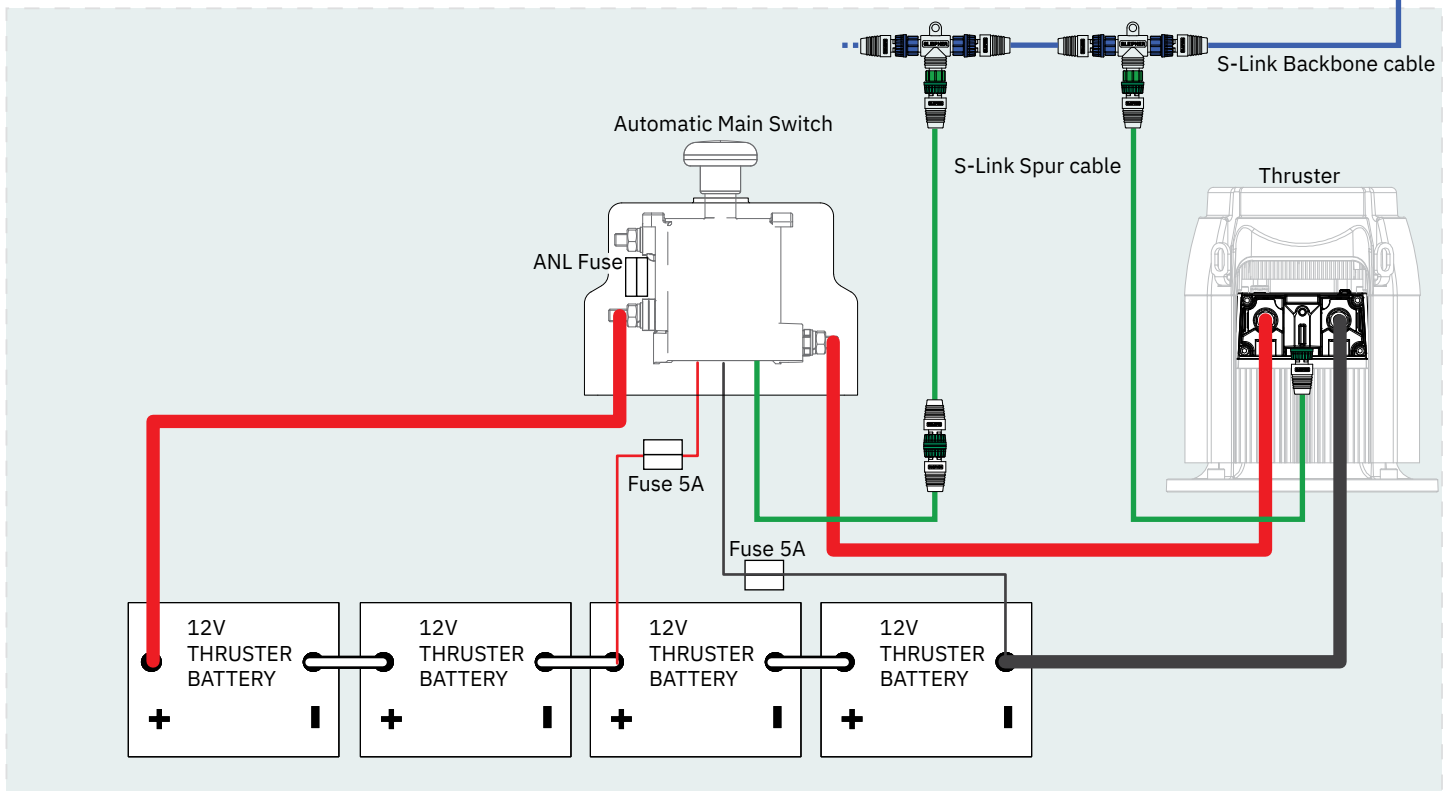 S-Link Backbone cable
Automatic Main Switch
S-Link Spur cable
Thruster
ANL Fuse
Fuse 5A
Fuse 5A
12V
THRUSTER
BATTERY
+ -
12V
THRUSTER
BATTERY
+ -
12V
THRUSTER
BATTERY
+ -
12V
THRUSTER
BATTERY
+ -